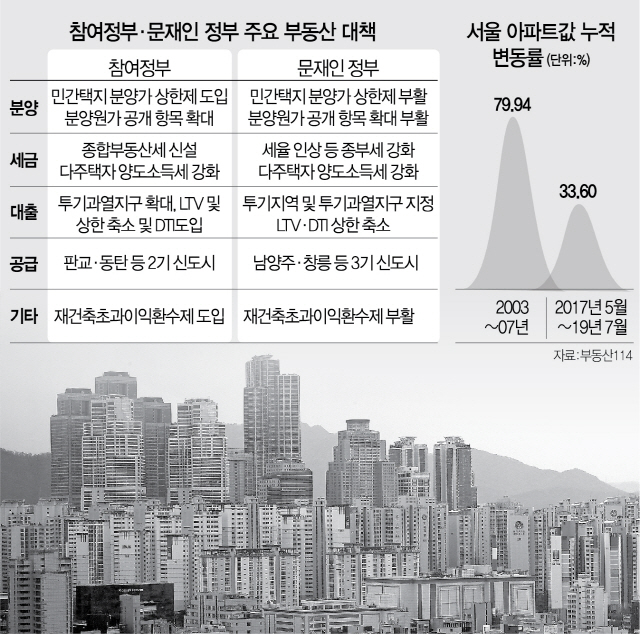 참여정부·문재인 정부 주요 부동산 대책
참여정부
문재인 정부
분양
민간택지 분양가 상한제 도입
분양원가 공개 항목 확대
민간택지 분양가 상한제 부활
분양원가 공개 항목 확대 부활
세금
종합부동산세 신설
다주택자 양도소득세 강화
세율 인상 등 종부세 강화
다주택자 양도소득세 강화
대출
투기과열지구 확대, LTV 및
상한 축소 및 DTI도입
투기지역 및 투기과열지구 지정
LTV·DTI 상한 축소
공급
판교·동탄 등 2기 신도시
남양주·창릉 등 3기 신도시
기타
재건축초과이익환수제 도입
재건축초과이익환수제 부활
서울 아파트값 누적
변동률 (단위:%)
79.94
33.60
2003
~07년
2017년 5월
~19년 7월
자료:부동산114